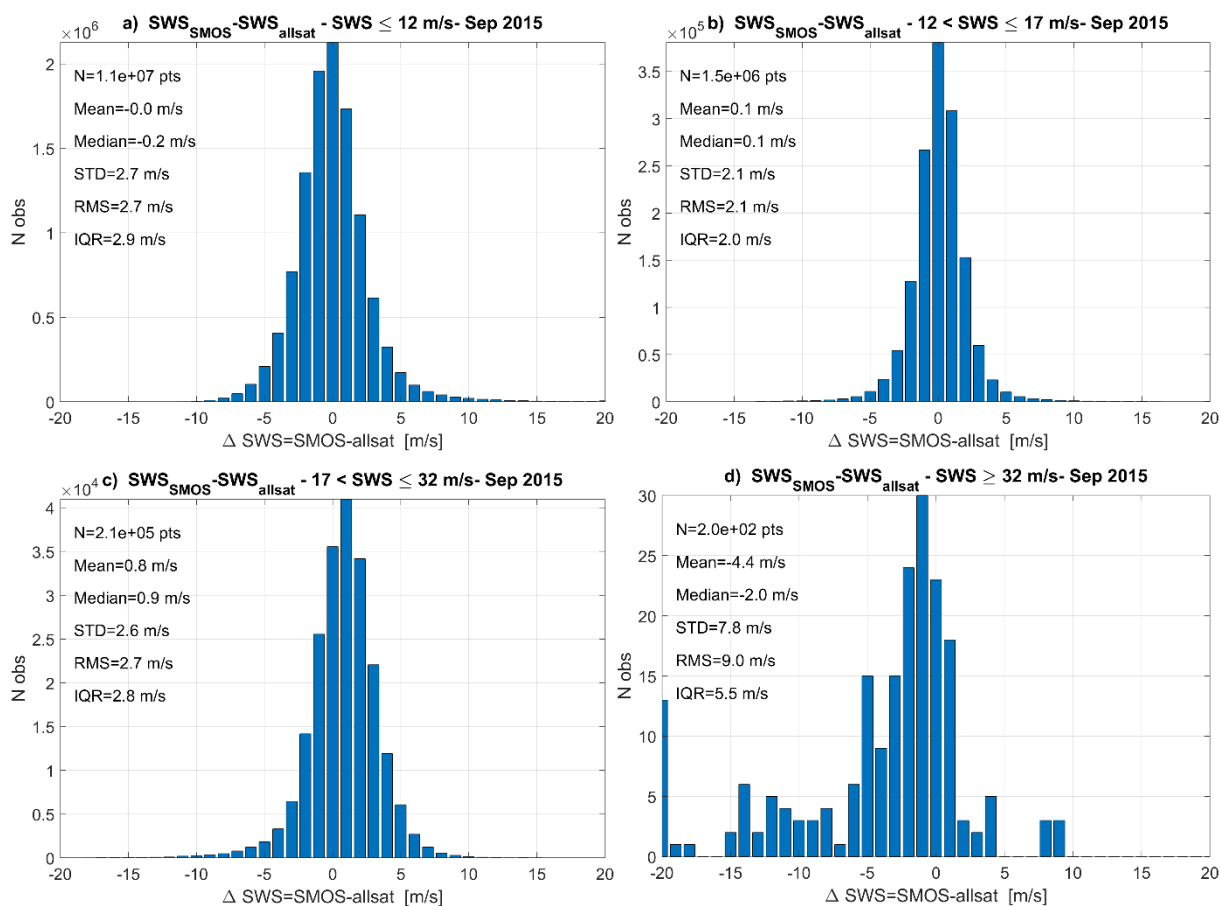 a) SWS_SMOS-SWS_allsat - SWS ≤ 12 m/s- Sep 2015
×10^6
N=1.1e+07 pts
Mean=-0.0 m/s
Median=-0.2 m/s
STD=2.7 m/s
RMS=2.7 m/s
IQR=2.9 m/s
N obs
2
1.5
1
0.5
0
-20 -15 -10 -5 0 5 10 15 20
Δ SWS=SMOS-allsat [m/s]
b) SWS_SMOS-SWS_allsat - 12 < SWS ≤ 17 m/s- Sep 2015
×10^5
N=1.5e+06 pts
Mean=0.1 m/s
Median=0.1 m/s
STD=2.1 m/s
RMS=2.1 m/s
IQR=2.0 m/s
N obs
3.5
3
2.5
2
1.5
1
0.5
0
-20 -15 -10 -5 0 5 10 15 20
Δ SWS=SMOS-allsat [m/s]
c) SWS_SMOS-SWS_allsat - 17 < SWS ≤ 32 m/s- Sep 2015
×10^4
N=2.1e+05 pts
Mean=0.8 m/s
Median=0.9 m/s
STD=2.6 m/s
RMS=2.7 m/s
IQR=2.8 m/s
N obs
4
3.5
3
2.5
2
1.5
1
0.5
0
-20 -15 -10 -5 0 5 10 15 20
Δ SWS=SMOS-allsat [m/s]
d) SWS_SMOS-SWS_allsat - SWS ≥ 32 m/s- Sep 2015
N=2.0e+02 pts
Mean=-4.4 m/s
Median=-2.0 m/s
STD=7.8 m/s
RMS=9.0 m/s
IQR=5.5 m/s
N obs
30
25
20
15
10
5
0
-20 -15 -10 -5 0 5 10 15 20
Δ SWS=SMOS-allsat [m/s]